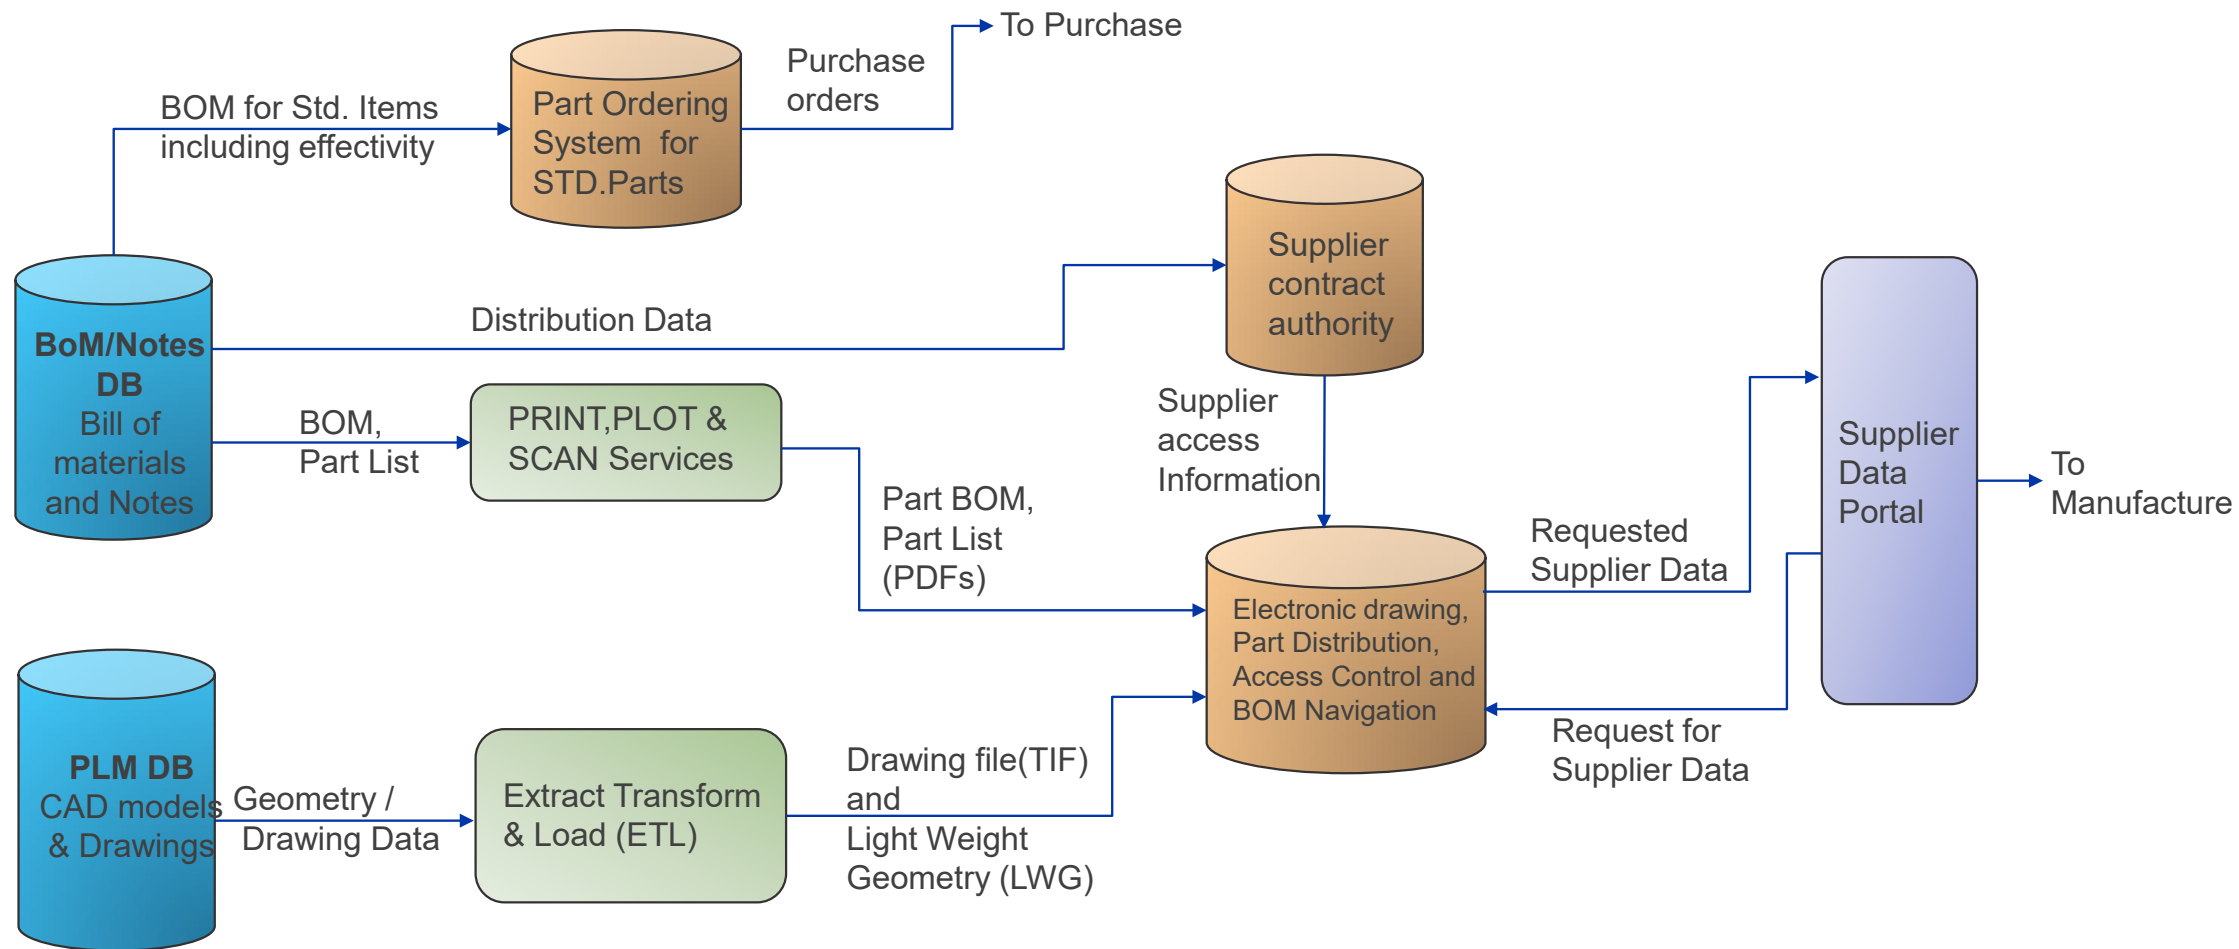 To Purchase
Purchase
orders
BOM for Std. Items
including effectivity
Part Ordering
System for
STD.Parts
Supplier
contract
authority
Distribution Data
BoM/Notes
DB
Bill of
materials
and Notes
BOM,
Part List
PRINT,PLOT &
SCAN Services
Supplier
access
Information
Part BOM,
Part List
(PDFs)
Requested
Supplier Data
Supplier
Data
Portal
To
Manufacture
Electronic drawing,
Part Distribution,
Access Control and
BOM Navigation
Request for
Supplier Data
PLM DB
CAD models
& Drawings
Geometry /
Drawing Data
Extract Transform
& Load (ETL)
Drawing file(TIF)
and
Light Weight
Geometry (LWG)